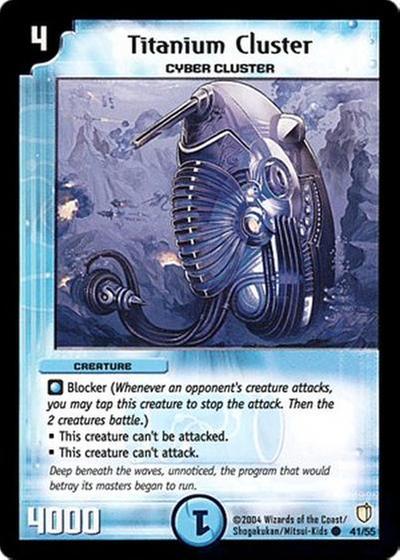 4
Titanium Cluster
CYBER CLUSTER
CREATURE
Blocker (Whenever an opponent's creature attacks,
you may tap this creature to stop the attack. Then the
2 creatures battle.)
▪ This creature can't be attacked.
▪ This creature can't attack.
Deep beneath the waves, unnoticed, the program that would
betray its masters began to run.
4000
1
©2004 Wizards of the Coast/
Shogakukan/Mitsui-Kids
41/55